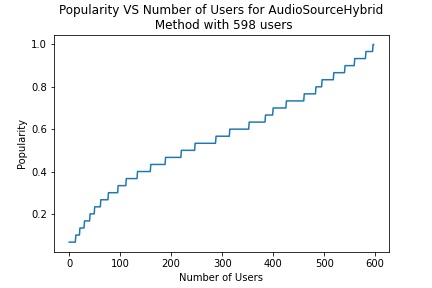 Popularity VS Number of Users for AudioSourceHybrid
Method with 598 users
1.0
0.8
0.6
0.4
0.2
Popularity
0 100 200 300 400 500 600
Number of Users